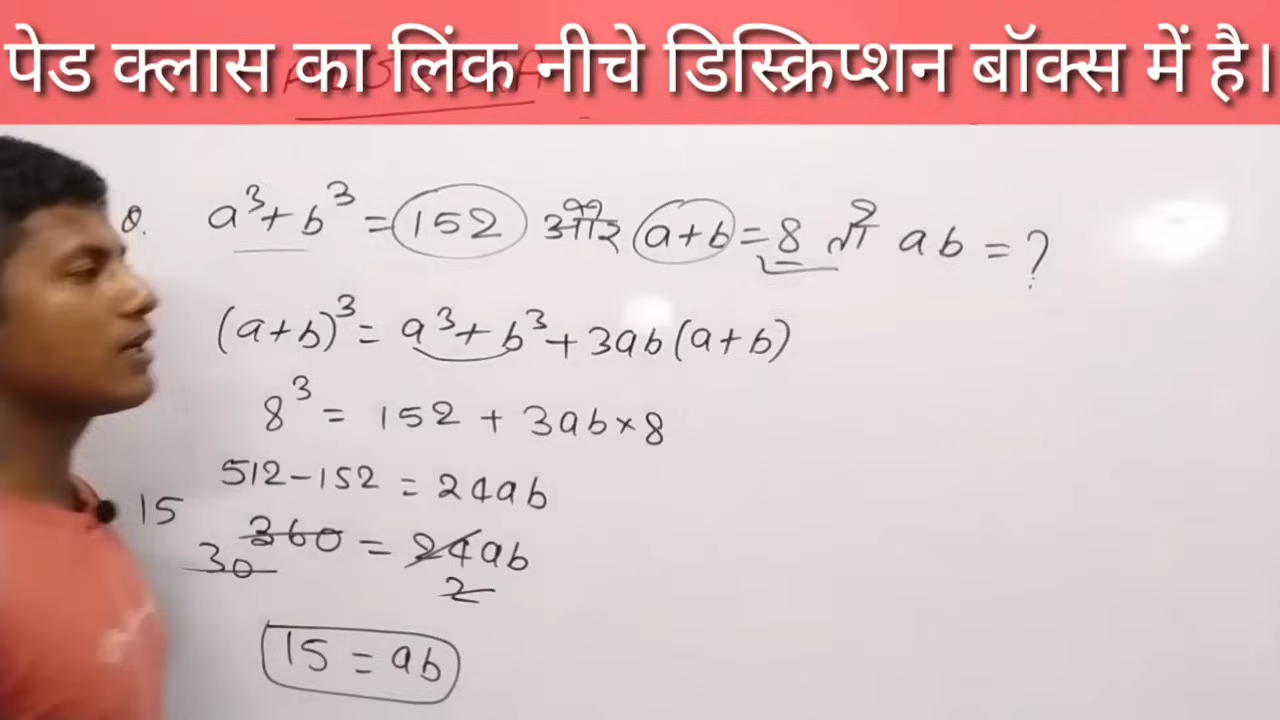 पेड क्लास का लिंक नीचे डिस्क्रिप्शन बॉक्स में है।
Q. a³+b³ = 152 और a+b = 8 तो ab = ?
(a+b)³ = a³+b³+3ab(a+b)
8³ = 152 + 3ab×8
512-152 = 24ab
15
30 360 = 24ab
2
15 = ab